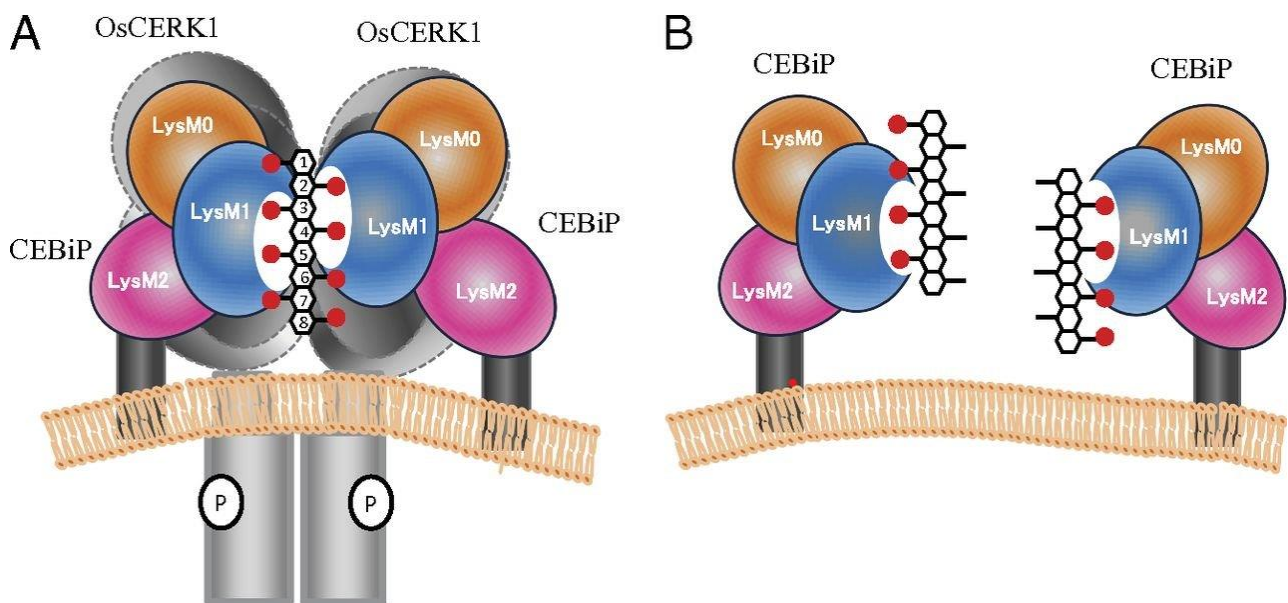 A
OsCERK1
OsCERK1
LysM0
LysM0
1
2
3
4
5
6
7
8
LysM1
LysM1
CEBiP
CEBiP
LysM2
LysM2
P
P
B
CEBiP
CEBiP
LysM0
LysM0
LysM1
LysM1
LysM2
LysM2